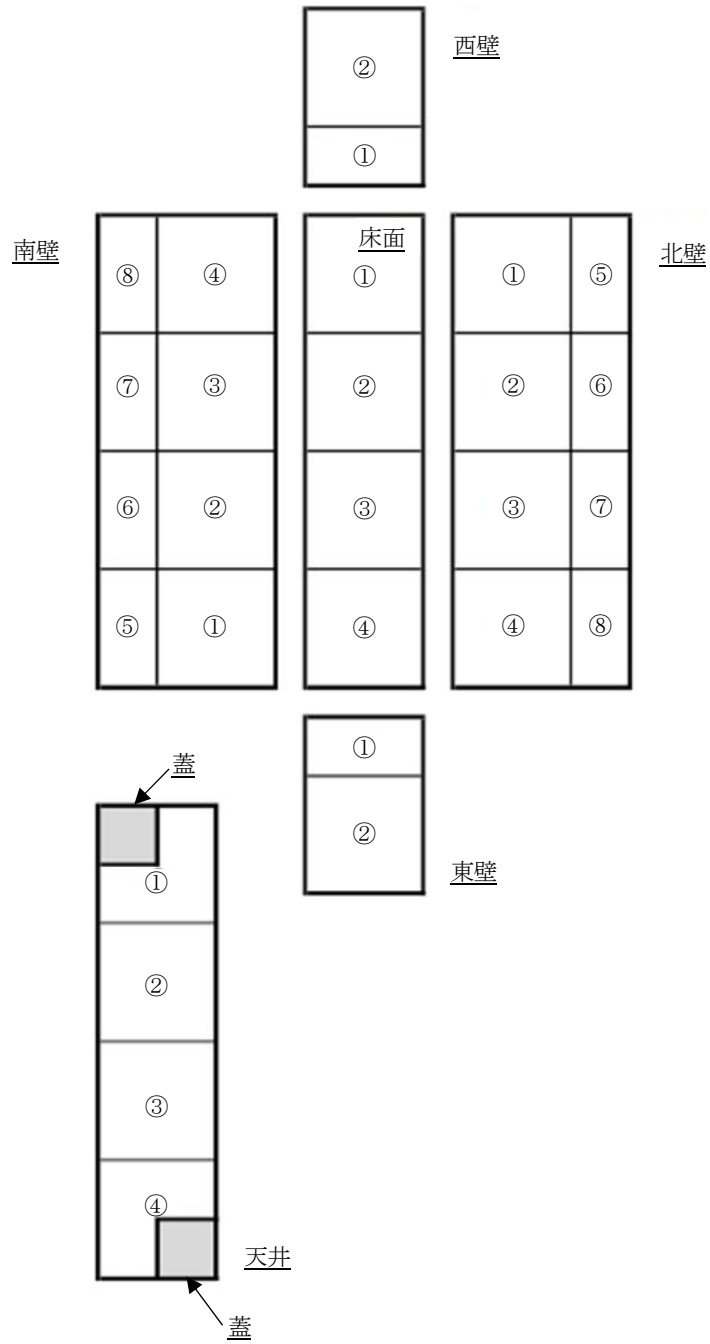 西壁
②
①
南壁
床面
北壁
⑧ ④ ① ① ⑤
⑦ ③ ② ② ⑥
⑥ ② ③ ③ ⑦
⑤ ① ④ ④ ⑧
①
蓋
②
東壁
①
②
③
④
天井
蓋